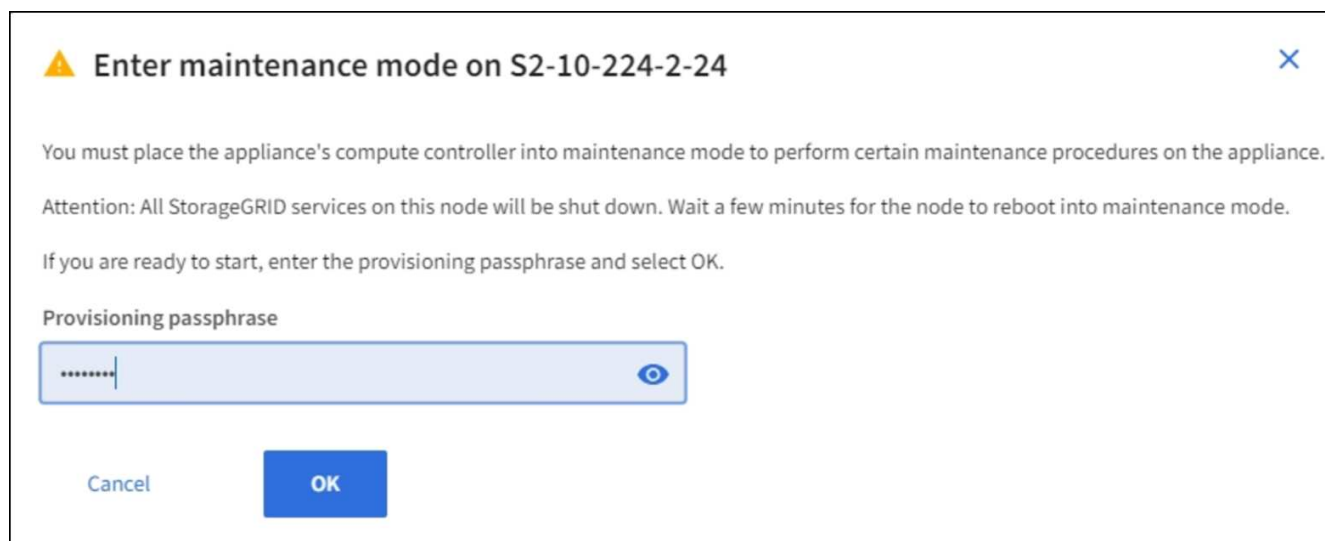 Enter maintenance mode on S2-10-224-2-24
You must place the appliance's compute controller into maintenance mode to perform certain maintenance procedures on the appliance.
Attention: All StorageGRID services on this node will be shut down. Wait a few minutes for the node to reboot into maintenance mode.
If you are ready to start, enter the provisioning passphrase and select OK.
Provisioning passphrase
••••••••
Cancel OK